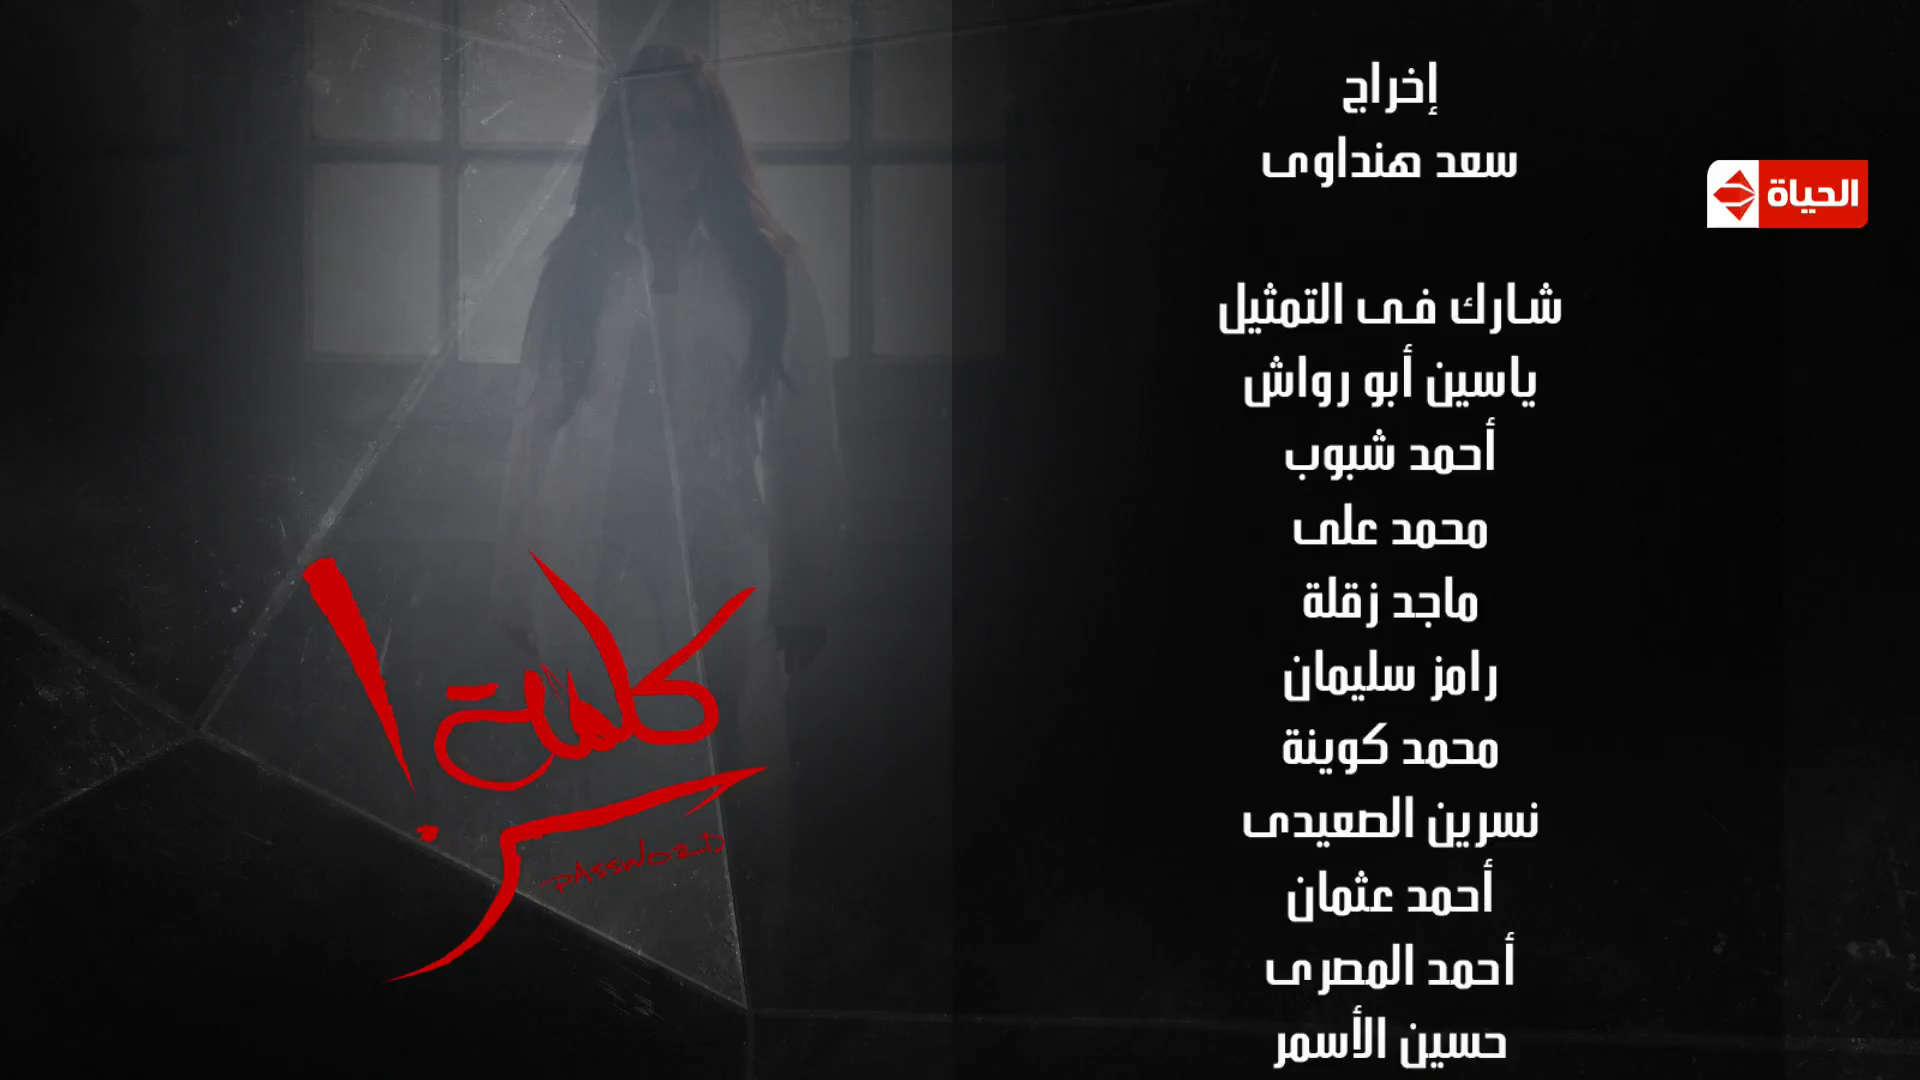 إخراج
سعد هنداوى
الحياة
شارك فى التمثيل
ياسين أبو رواش
أحمد شبوب
محمد على
ماجد زقلة
رامز سليمان
محمد كوينة
نسرين الصعيدى
أحمد عثمان
أحمد المصرى
حسين الأسمر
كلمة سر
PASSWORD